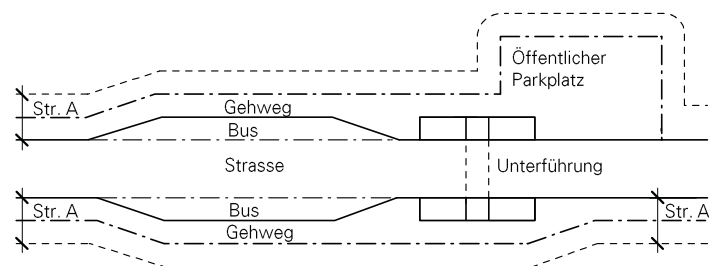 Öffentlicher
Parkplatz
Str. A
Gehweg
Bus
Strasse
Unterführung
Str. A
Bus
Str. A
Gehweg